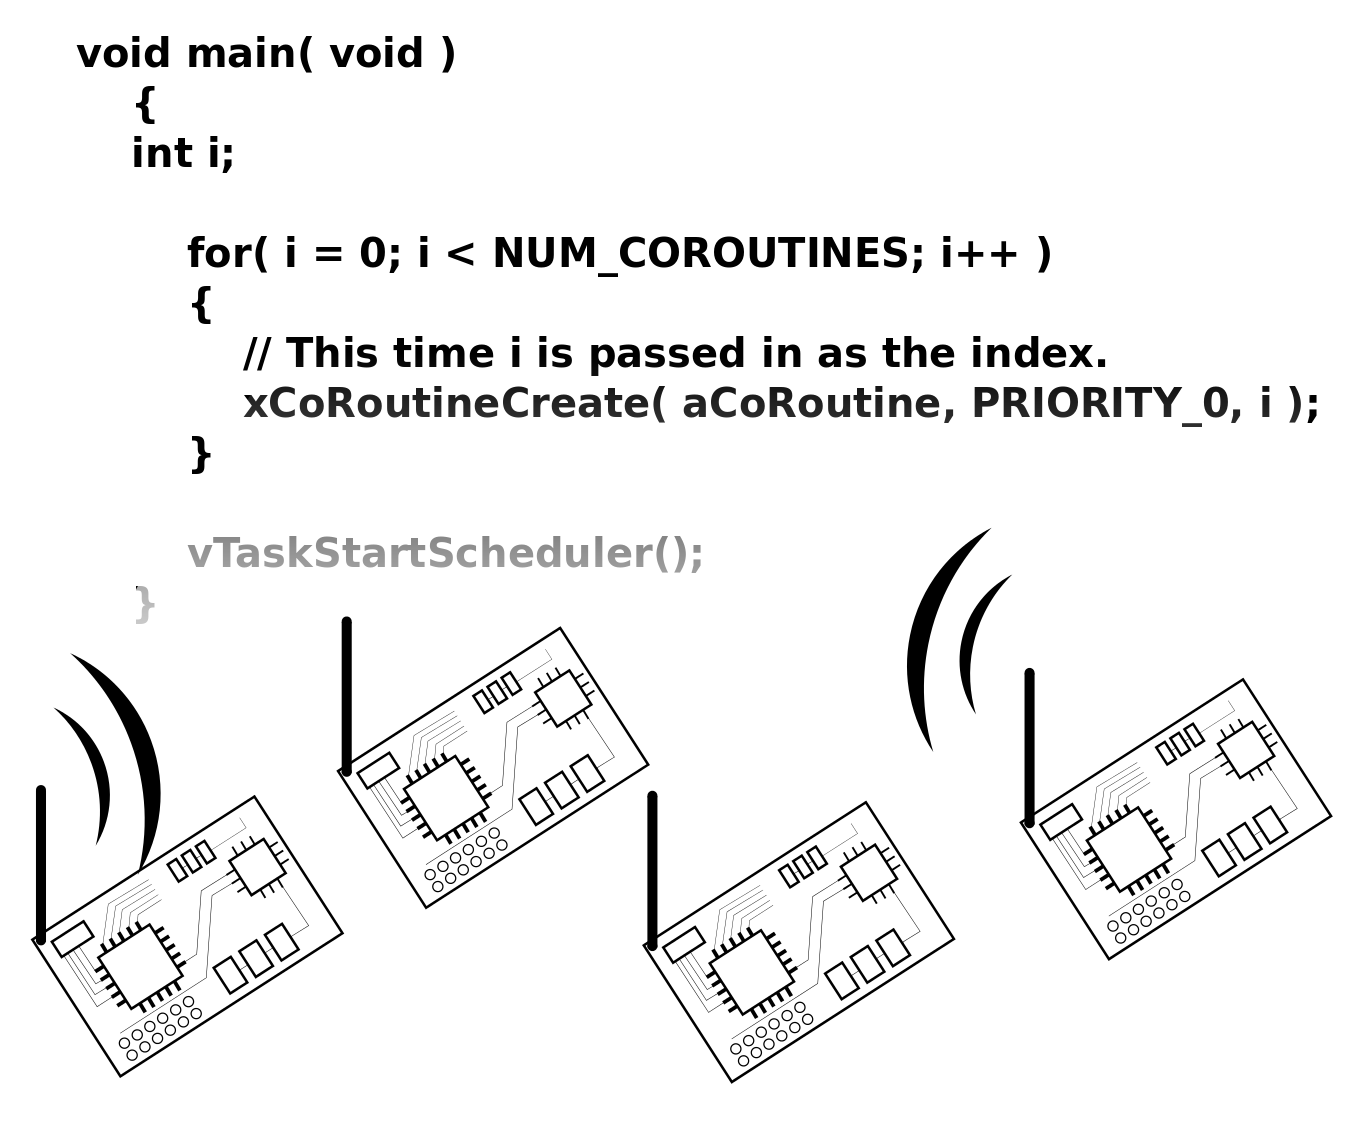 void main( void )
{
int i;
for( i = 0; i < NUM_COROUTINES; i++ )
{
// This time i is passed in as the index.
xCoRoutineCreate( aCoRoutine, PRIORITY_0, i );
}
vTaskStartScheduler();
}